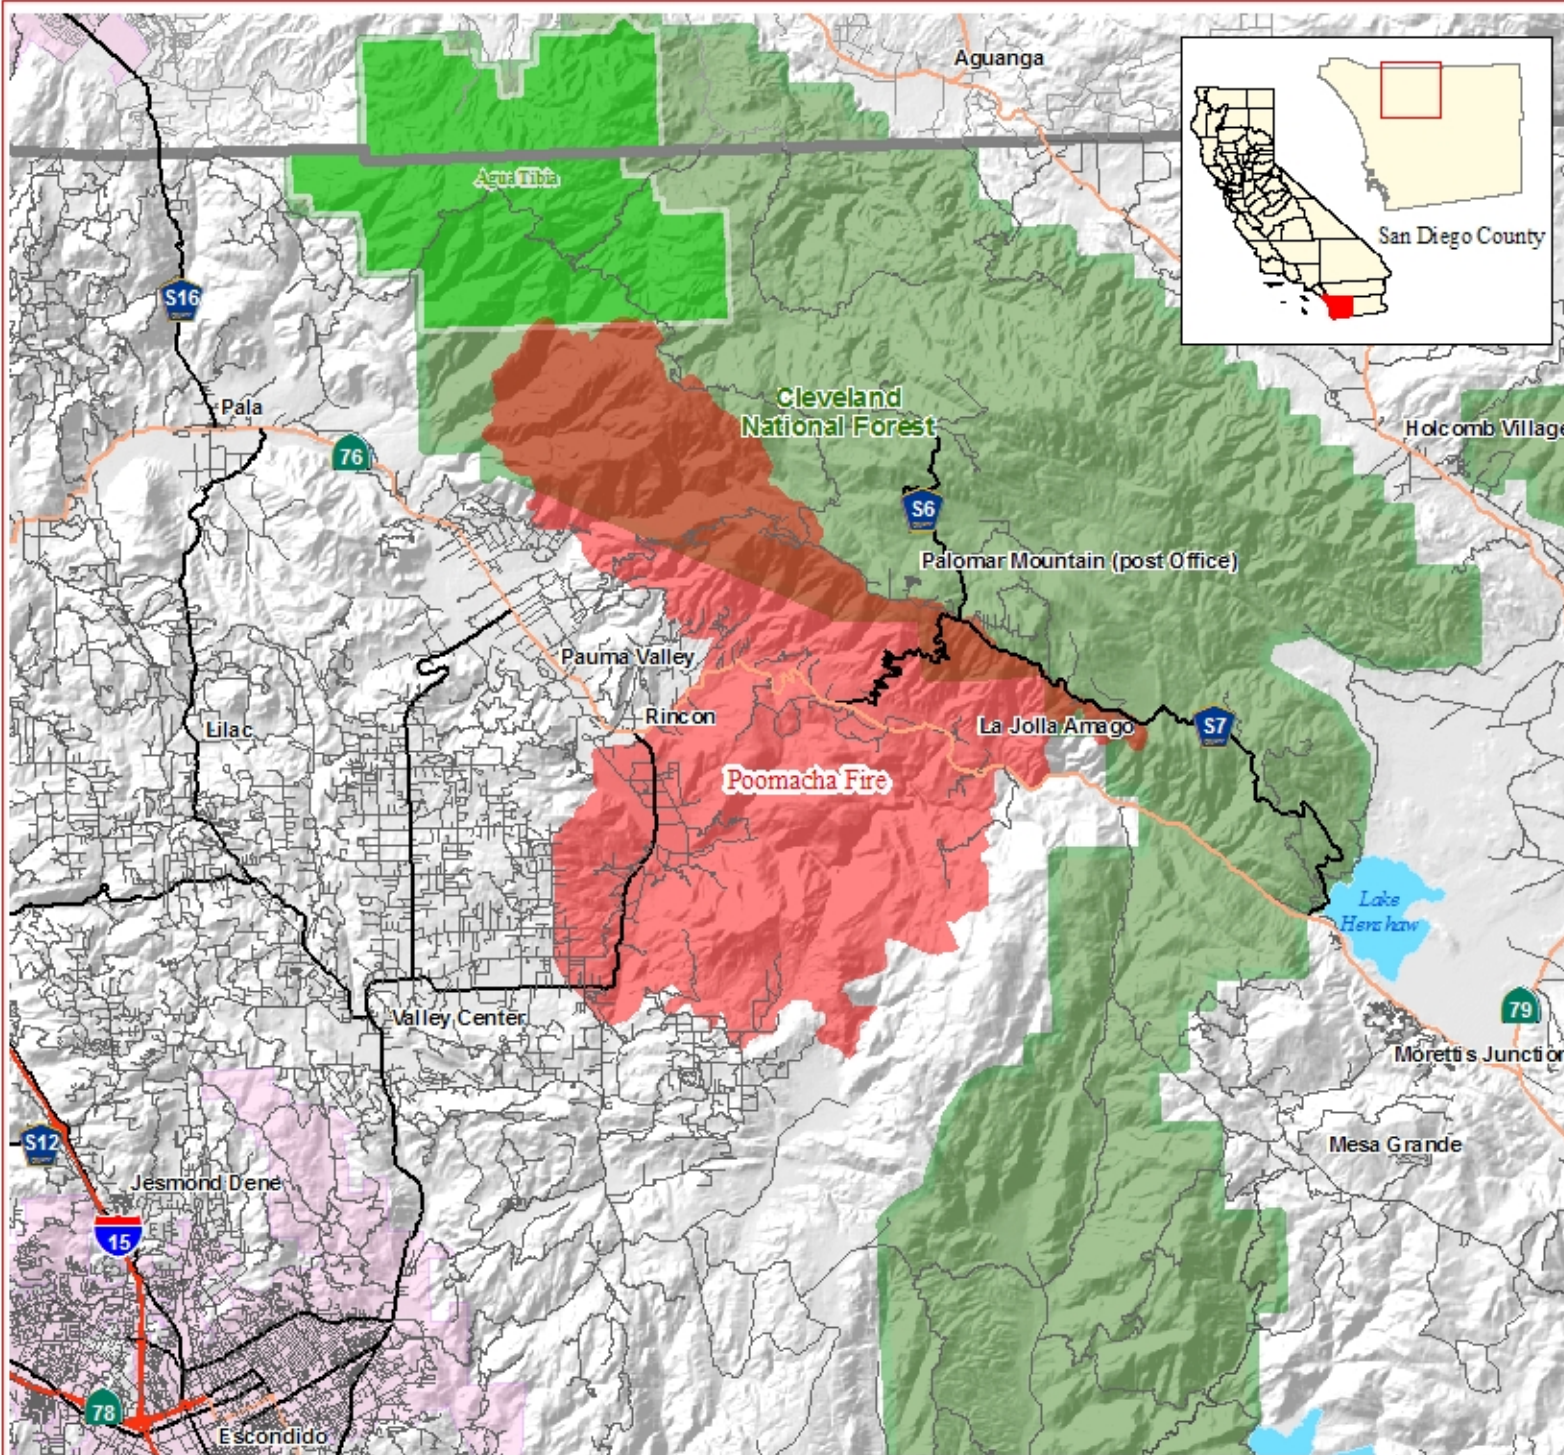 Aguanga
San Diego County
Agua Tibia
S16
Cleveland
National Forest
Pala
76
Holcomb Village
S6
Palomar Mountain (post Office)
Pauma Valley
Rincon
La Jolla Amago
S7
Lilac
Poomacha Fire
Lake
Henshaw
79
Valley Center
Morettis Junction
S12
Mesa Grande
Jesmond Dene
15
78
Escondido